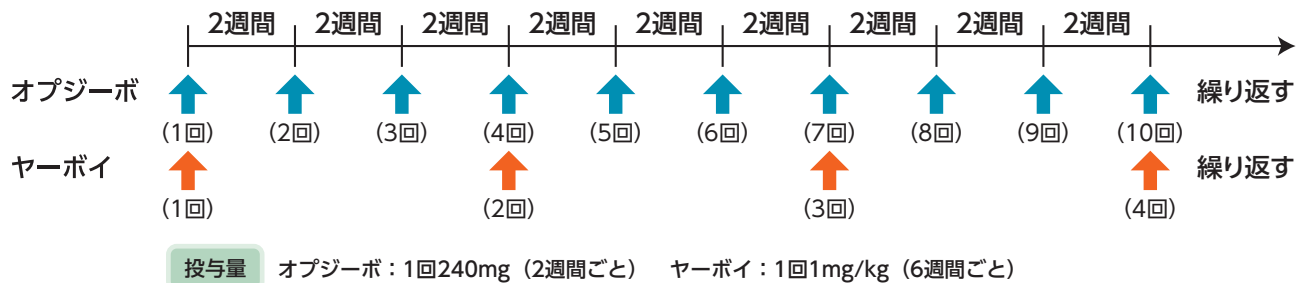 2週間 2週間 2週間 2週間 2週間 2週間 2週間 2週間 2週間
オプジーボ 繰り返す
(1回) (2回) (3回) (4回) (5回) (6回) (7回) (8回) (9回) (10回)
ヤーボイ 繰り返す
(1回) (2回) (3回) (4回)
投与量 オプジーボ：1回240mg（2週間ごと） ヤーボイ：1回1mg/kg（6週間ごと）